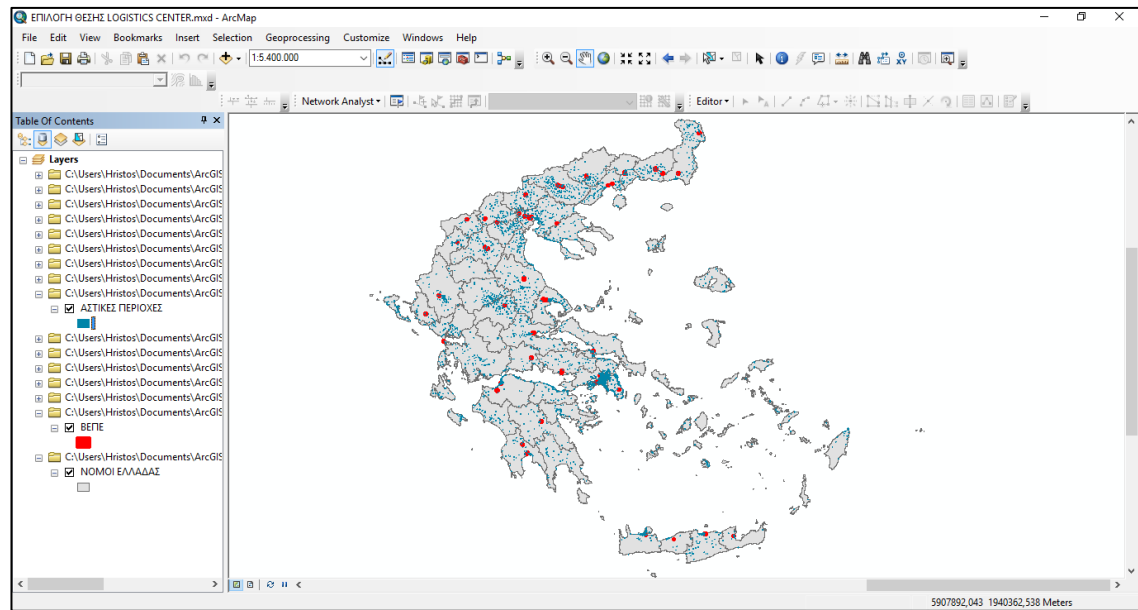 ΕΠΙΛΟΓΗ ΘΕΣΗΣ LOGISTICS CENTER.mxd - ArcMap
File Edit View Bookmarks Insert Selection Geoprocessing Customize Windows Help
1:5.400.000
Network Analyst
Editor
Table Of Contents
Layers
C:\Users\Hristos\Documents\ArcGIS
C:\Users\Hristos\Documents\ArcGIS
C:\Users\Hristos\Documents\ArcGIS
C:\Users\Hristos\Documents\ArcGIS
C:\Users\Hristos\Documents\ArcGIS
C:\Users\Hristos\Documents\ArcGIS
C:\Users\Hristos\Documents\ArcGIS
C:\Users\Hristos\Documents\ArcGIS
C:\Users\Hristos\Documents\ArcGIS
ΑΣΤΙΚΕΣ ΠΕΡΙΟΧΕΣ
C:\Users\Hristos\Documents\ArcGIS
C:\Users\Hristos\Documents\ArcGIS
C:\Users\Hristos\Documents\ArcGIS
C:\Users\Hristos\Documents\ArcGIS
C:\Users\Hristos\Documents\ArcGIS
C:\Users\Hristos\Documents\ArcGIS
ΒΕΠΕ
C:\Users\Hristos\Documents\ArcGIS
ΝΟΜΟΙ ΕΛΛΑΔΑΣ
5907892,043 1940362,538 Meters